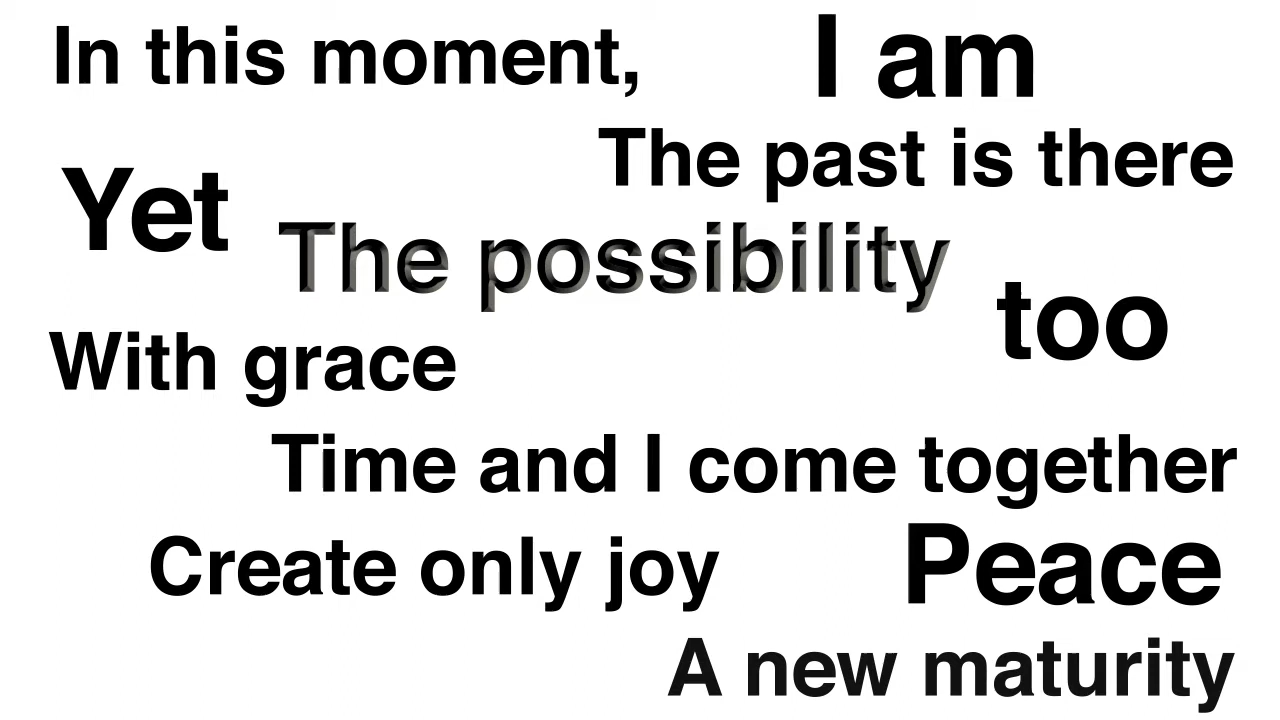 In this moment,
I am
The past is there
Yet
The possibility
too
With grace
Time and I come together
Create only joy
Peace
A new maturity